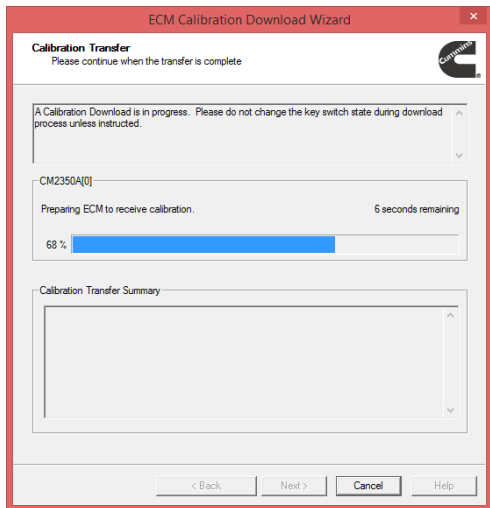 ECM Calibration Download Wizard
×
Calibration Transfer
Please continue when the transfer is complete
cummins
A Calibration Download is in progress. Please do not change the key switch state during download
process unless instructed.
CM2350A[0]
Preparing ECM to receive calibration.
6 seconds remaining
68 %
Calibration Transfer Summary
< Back
Next >
Cancel
Help